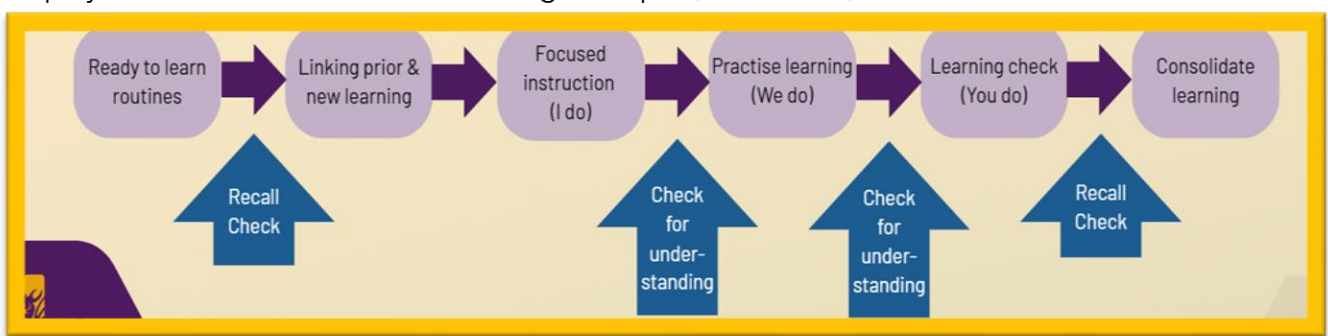 Ready to learn
routines
Linking prior &
new learning
Focused
instruction
(I do)
Practise learning
(We do)
Learning check
(You do)
Consolidate
learning
Recall
Check
Check
for
under-
standing
Check
for
under-
standing
Recall
Check